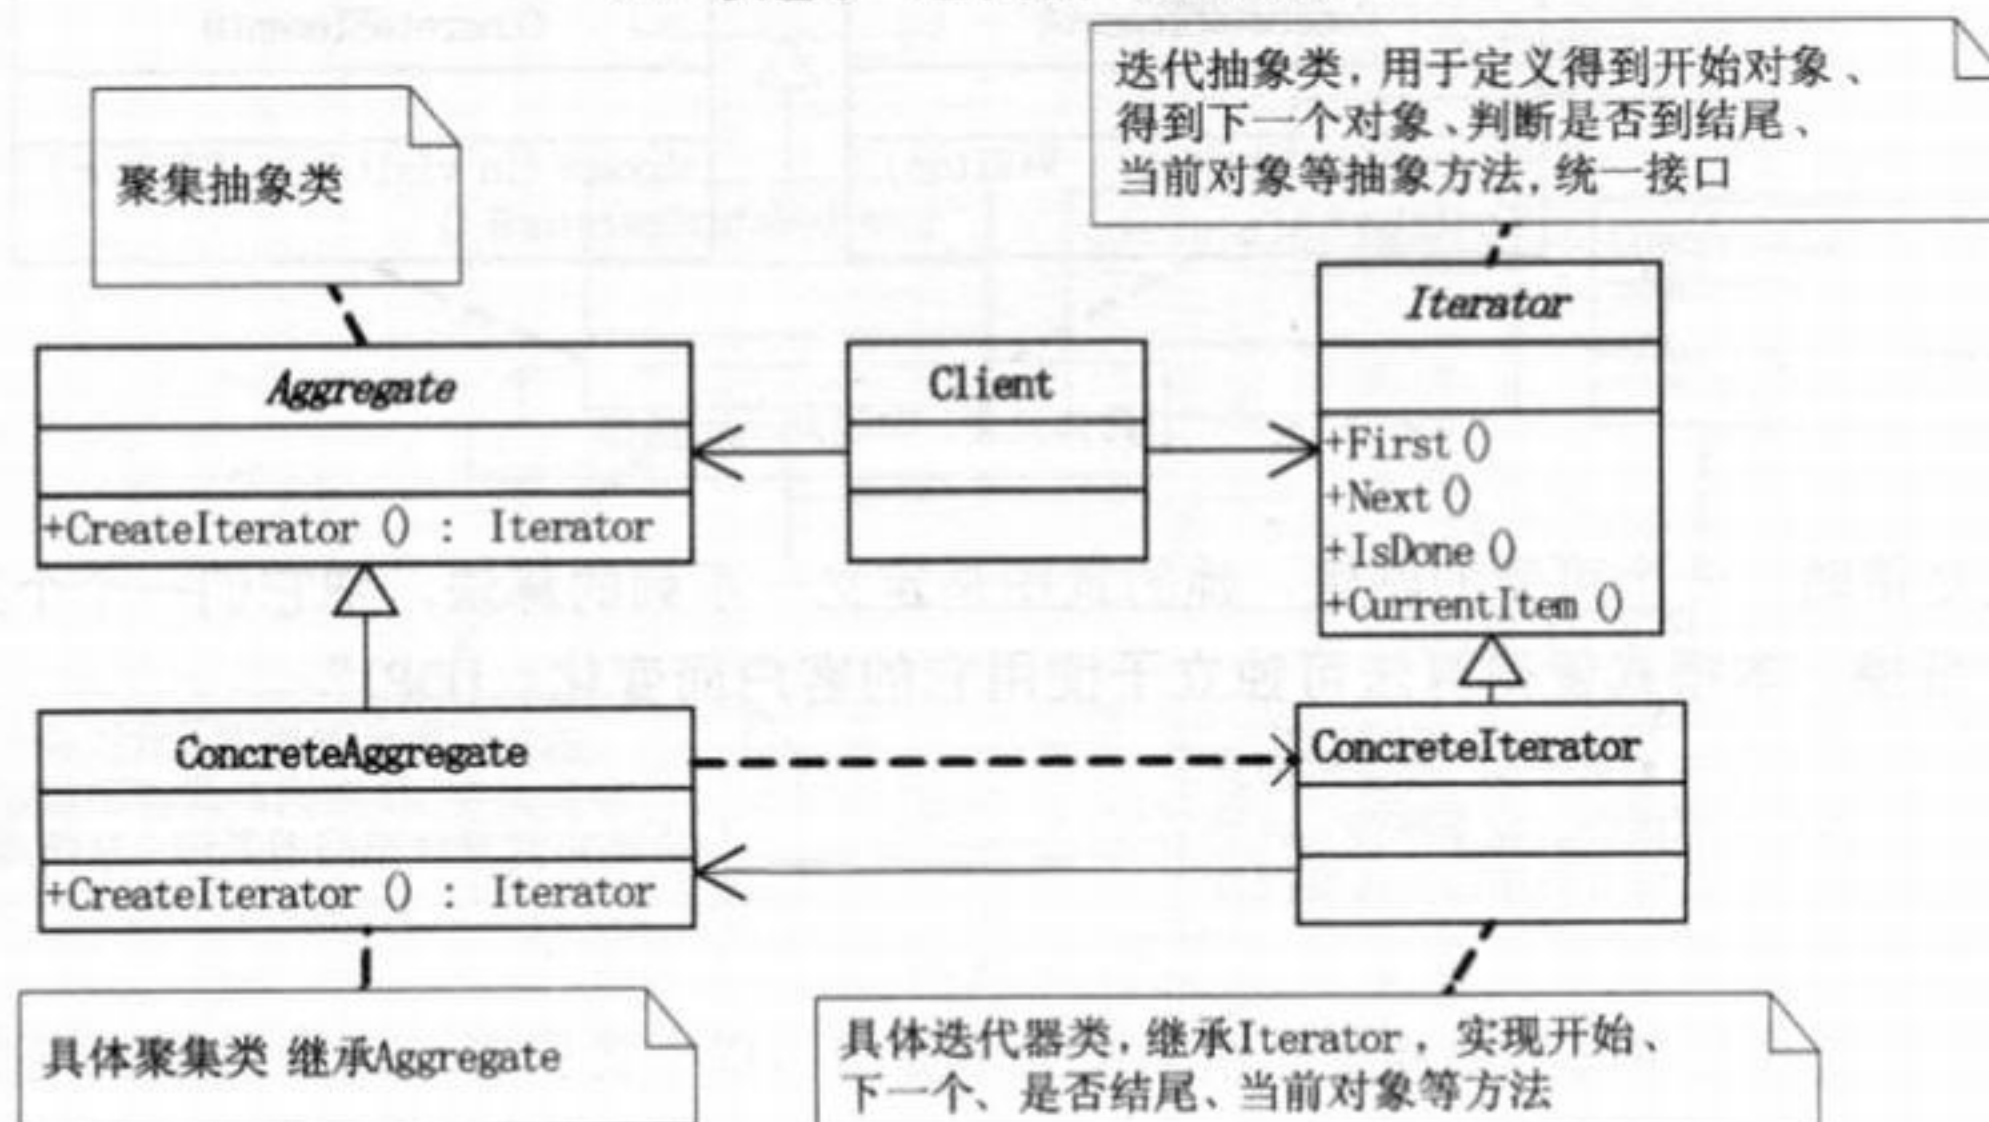 迭代抽象类，用于定义得到开始对象、
得到下一个对象、判断是否到结尾、
当前对象等抽象方法，统一接口
聚集抽象类
Iterator
+First()
+Next()
+IsDone()
+CurrentItem()
Aggregate
+CreateIterator () : Iterator
Client
ConcreteAggregate
+CreateIterator () : Iterator
ConcreteIterator
具体聚集类 继承Aggregate
具体迭代器类，继承Iterator，实现开始、
下一个、是否结尾、当前对象等方法